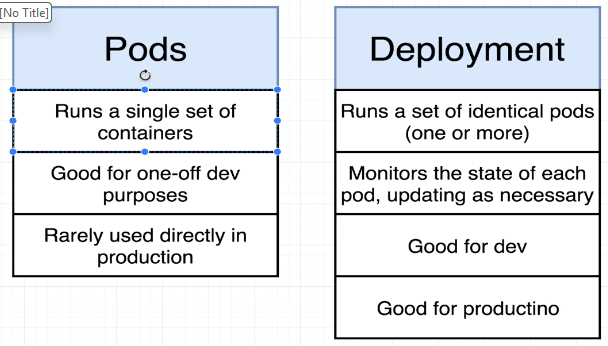 [No Title]
Pods
Runs a single set of
containers
Good for one-off dev
purposes
Rarely used directly in
production
Deployment
Runs a set of identical pods
(one or more)
Monitors the state of each
pod, updating as necessary
Good for dev
Good for productino